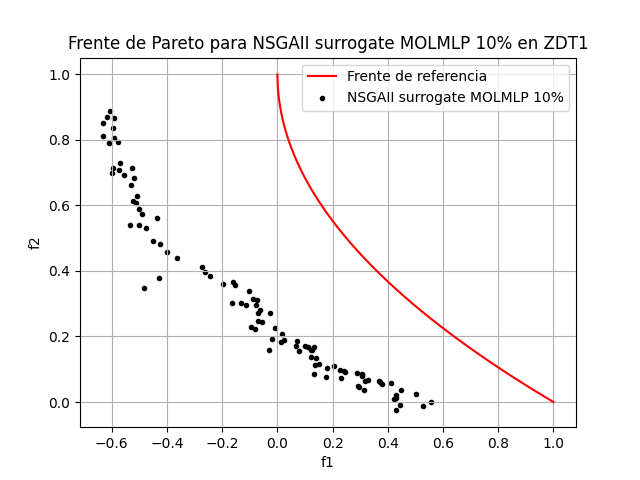 Frente de Pareto para NSGAII surrogate MOLMLP 10% en ZDT1
Frente de referencia
NSGAII surrogate MOLMLP 10%
f2
1.0
0.8
0.6
0.4
0.2
0.0
−0.6 −0.4 −0.2 0.0 0.2 0.4 0.6 0.8 1.0
f1